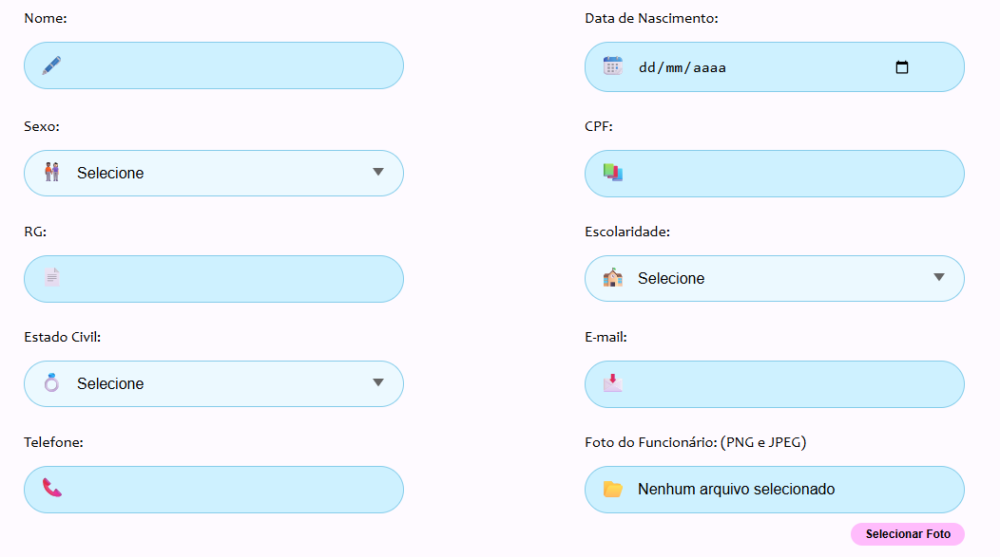 Nome:
Data de Nascimento:
dd/mm/aaaa
Sexo:
CPF:
Selecione
RG:
Escolaridade:
Selecione
Estado Civil:
E-mail:
Selecione
Telefone:
Foto do Funcionário: (PNG e JPEG)
Nenhum arquivo selecionado
Selecionar Foto